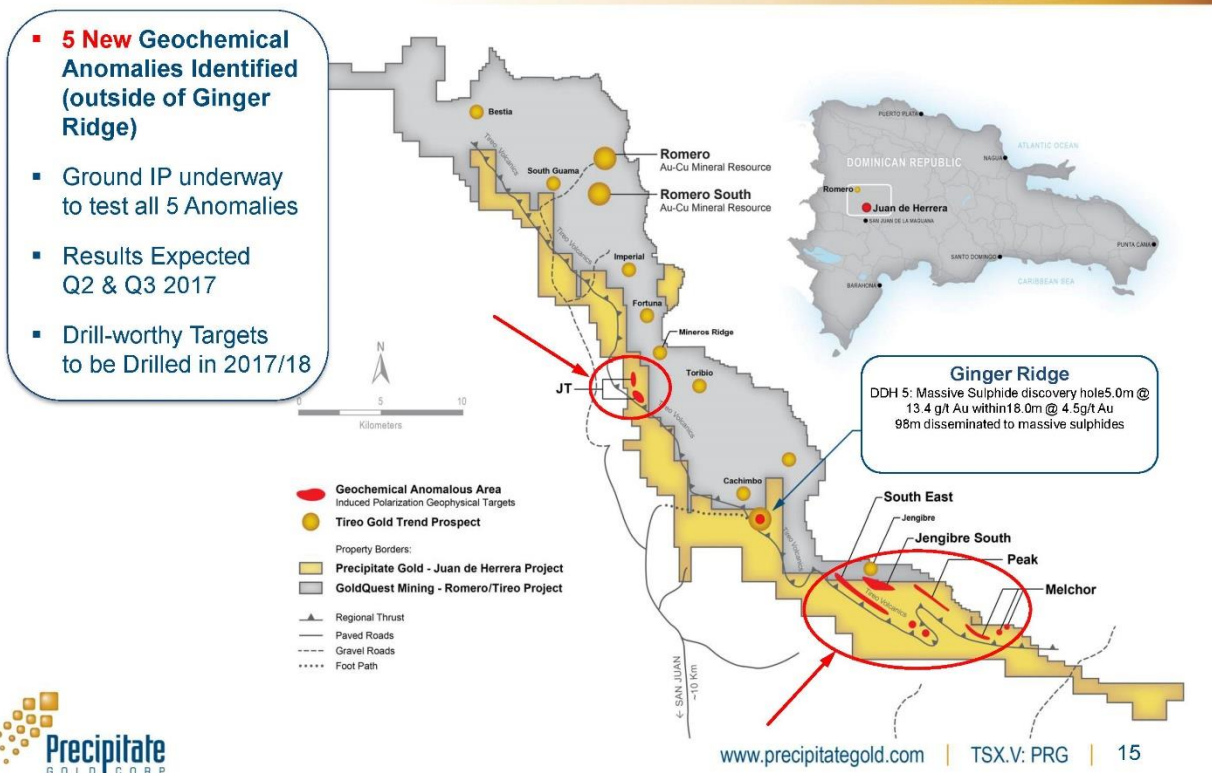 ▪ 5 New Geochemical
Anomalies Identified
(outside of Ginger
Ridge)
▪ Ground IP underway
to test all 5 Anomalies
▪ Results Expected
Q2 & Q3 2017
▪ Drill-worthy Targets
to be Drilled in 2017/18
Bestia
Tireo Volcanics
South Guama
Romero
Au-Cu Mineral Resource
Romero South
Au-Cu Mineral Resource
Tireo Volcanics
Imperial
Fortuna
Mineros Ridge
Toribio
JT
Tireo Volcanics
Cachimbo
Tireo Volcanics
N
0 5 10
Kilometers
PUERTO PLATA
ATLANTIC OCEAN
NAGUA
DOMINICAN REPUBLIC
Romero
Juan de Herrera
SAN JUAN DE LA MAGUANA
PUNTA CANA
SANTO DOMINGO
BARAHONA
CARIBBEAN SEA
Ginger Ridge
DDH 5: Massive Sulphide discovery hole5.0m @
13.4 g/t Au within18.0m @ 4.5g/t Au
98m disseminated to massive sulphides
South East
Jengibre
Jengibre South
Peak
Melchor
Tireo Volcanics
Geochemical Anomalous Area
Induced Polarization Geophysical Targets
Tireo Gold Trend Prospect
Property Borders:
Precipitate Gold - Juan de Herrera Project
GoldQuest Mining - Romero/Tireo Project
Regional Thrust
Paved Roads
Gravel Roads
Foot Path
← SAN JUAN
~10 Km
Precipitate
GOLD CORP
www.precipitategold.com | TSX.V: PRG | 15